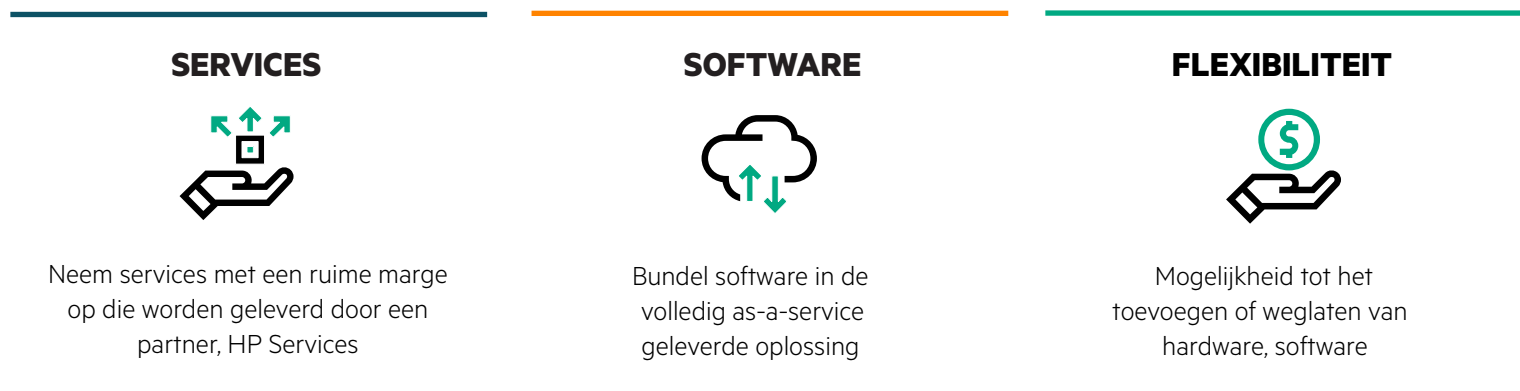 SERVICES
Neem services met een ruime marge
op die worden geleverd door een
partner, HP Services
SOFTWARE
Bundel software in de
volledig as-a-service
geleverde oplossing
FLEXIBILITEIT
$
Mogelijkheid tot het
toevoegen of weglaten van
hardware, software